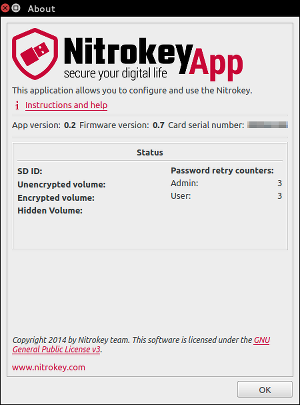 About
NitrokeyApp
secure your digital life
This application allows you to configure and use the Nitrokey.
i Instructions and help
App version: 0.2 Firmware version: 0.7 Card serial number:
Status
SD ID:
Unencrypted volume:
Encrypted volume:
Hidden Volume:
Password retry counters:
Admin: 3
User: 3
Copyright 2014 by Nitrokey team. This software is licensed under the GNU
General Public License v3.
www.nitrokey.com
OK